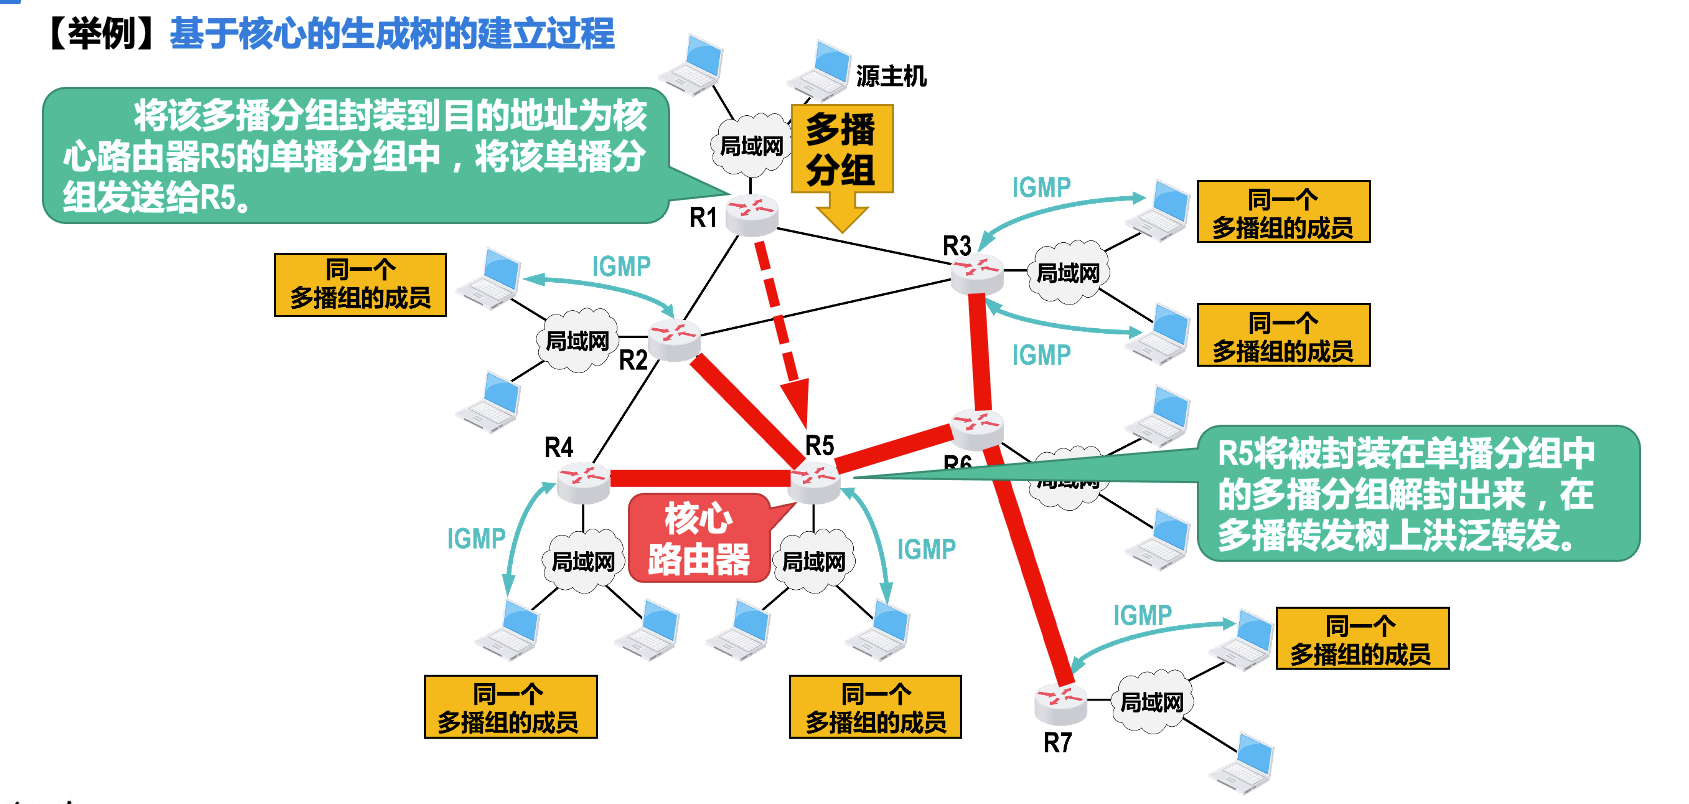 【举例】基于核心的生成树的建立过程
源主机
将该多播分组封装到目的地址为核
心路由器R5的单播分组中，将该单播分
组发送给R5。
局域网
多播
分组
R1
IGMP
同一个
多播组的成员
R3
局域网
同一个
多播组的成员
IGMP
局域网
R2
IGMP
同一个
多播组的成员
R4
R5
R6
局域网
R5将被封装在单播分组中
的多播分组解封出来，在
多播转发树上洪泛转发。
核心
路由器
IGMP
局域网
局域网
IGMP
同一个
多播组的成员
同一个
多播组的成员
IGMP
同一个
多播组的成员
局域网
R7